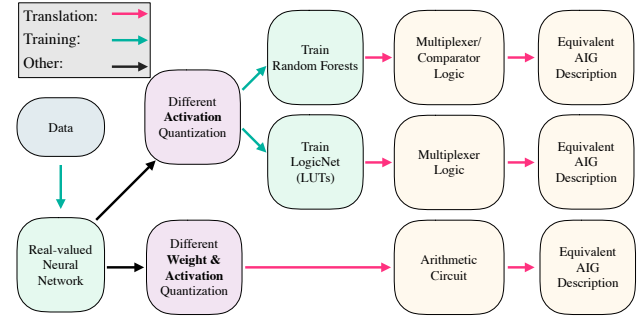 Translation:
Training:
Other:
Data
Real-valued
Neural
Network
Different
Activation
Quantization
Different
Weight &
Activation
Quantization
Train
Random Forests
Train
LogicNet
(LUTs)
Multiplexer/
Comparator
Logic
Multiplexer
Logic
Arithmetic
Circuit
Equivalent
AIG
Description
Equivalent
AIG
Description
Equivalent
AIG
Description